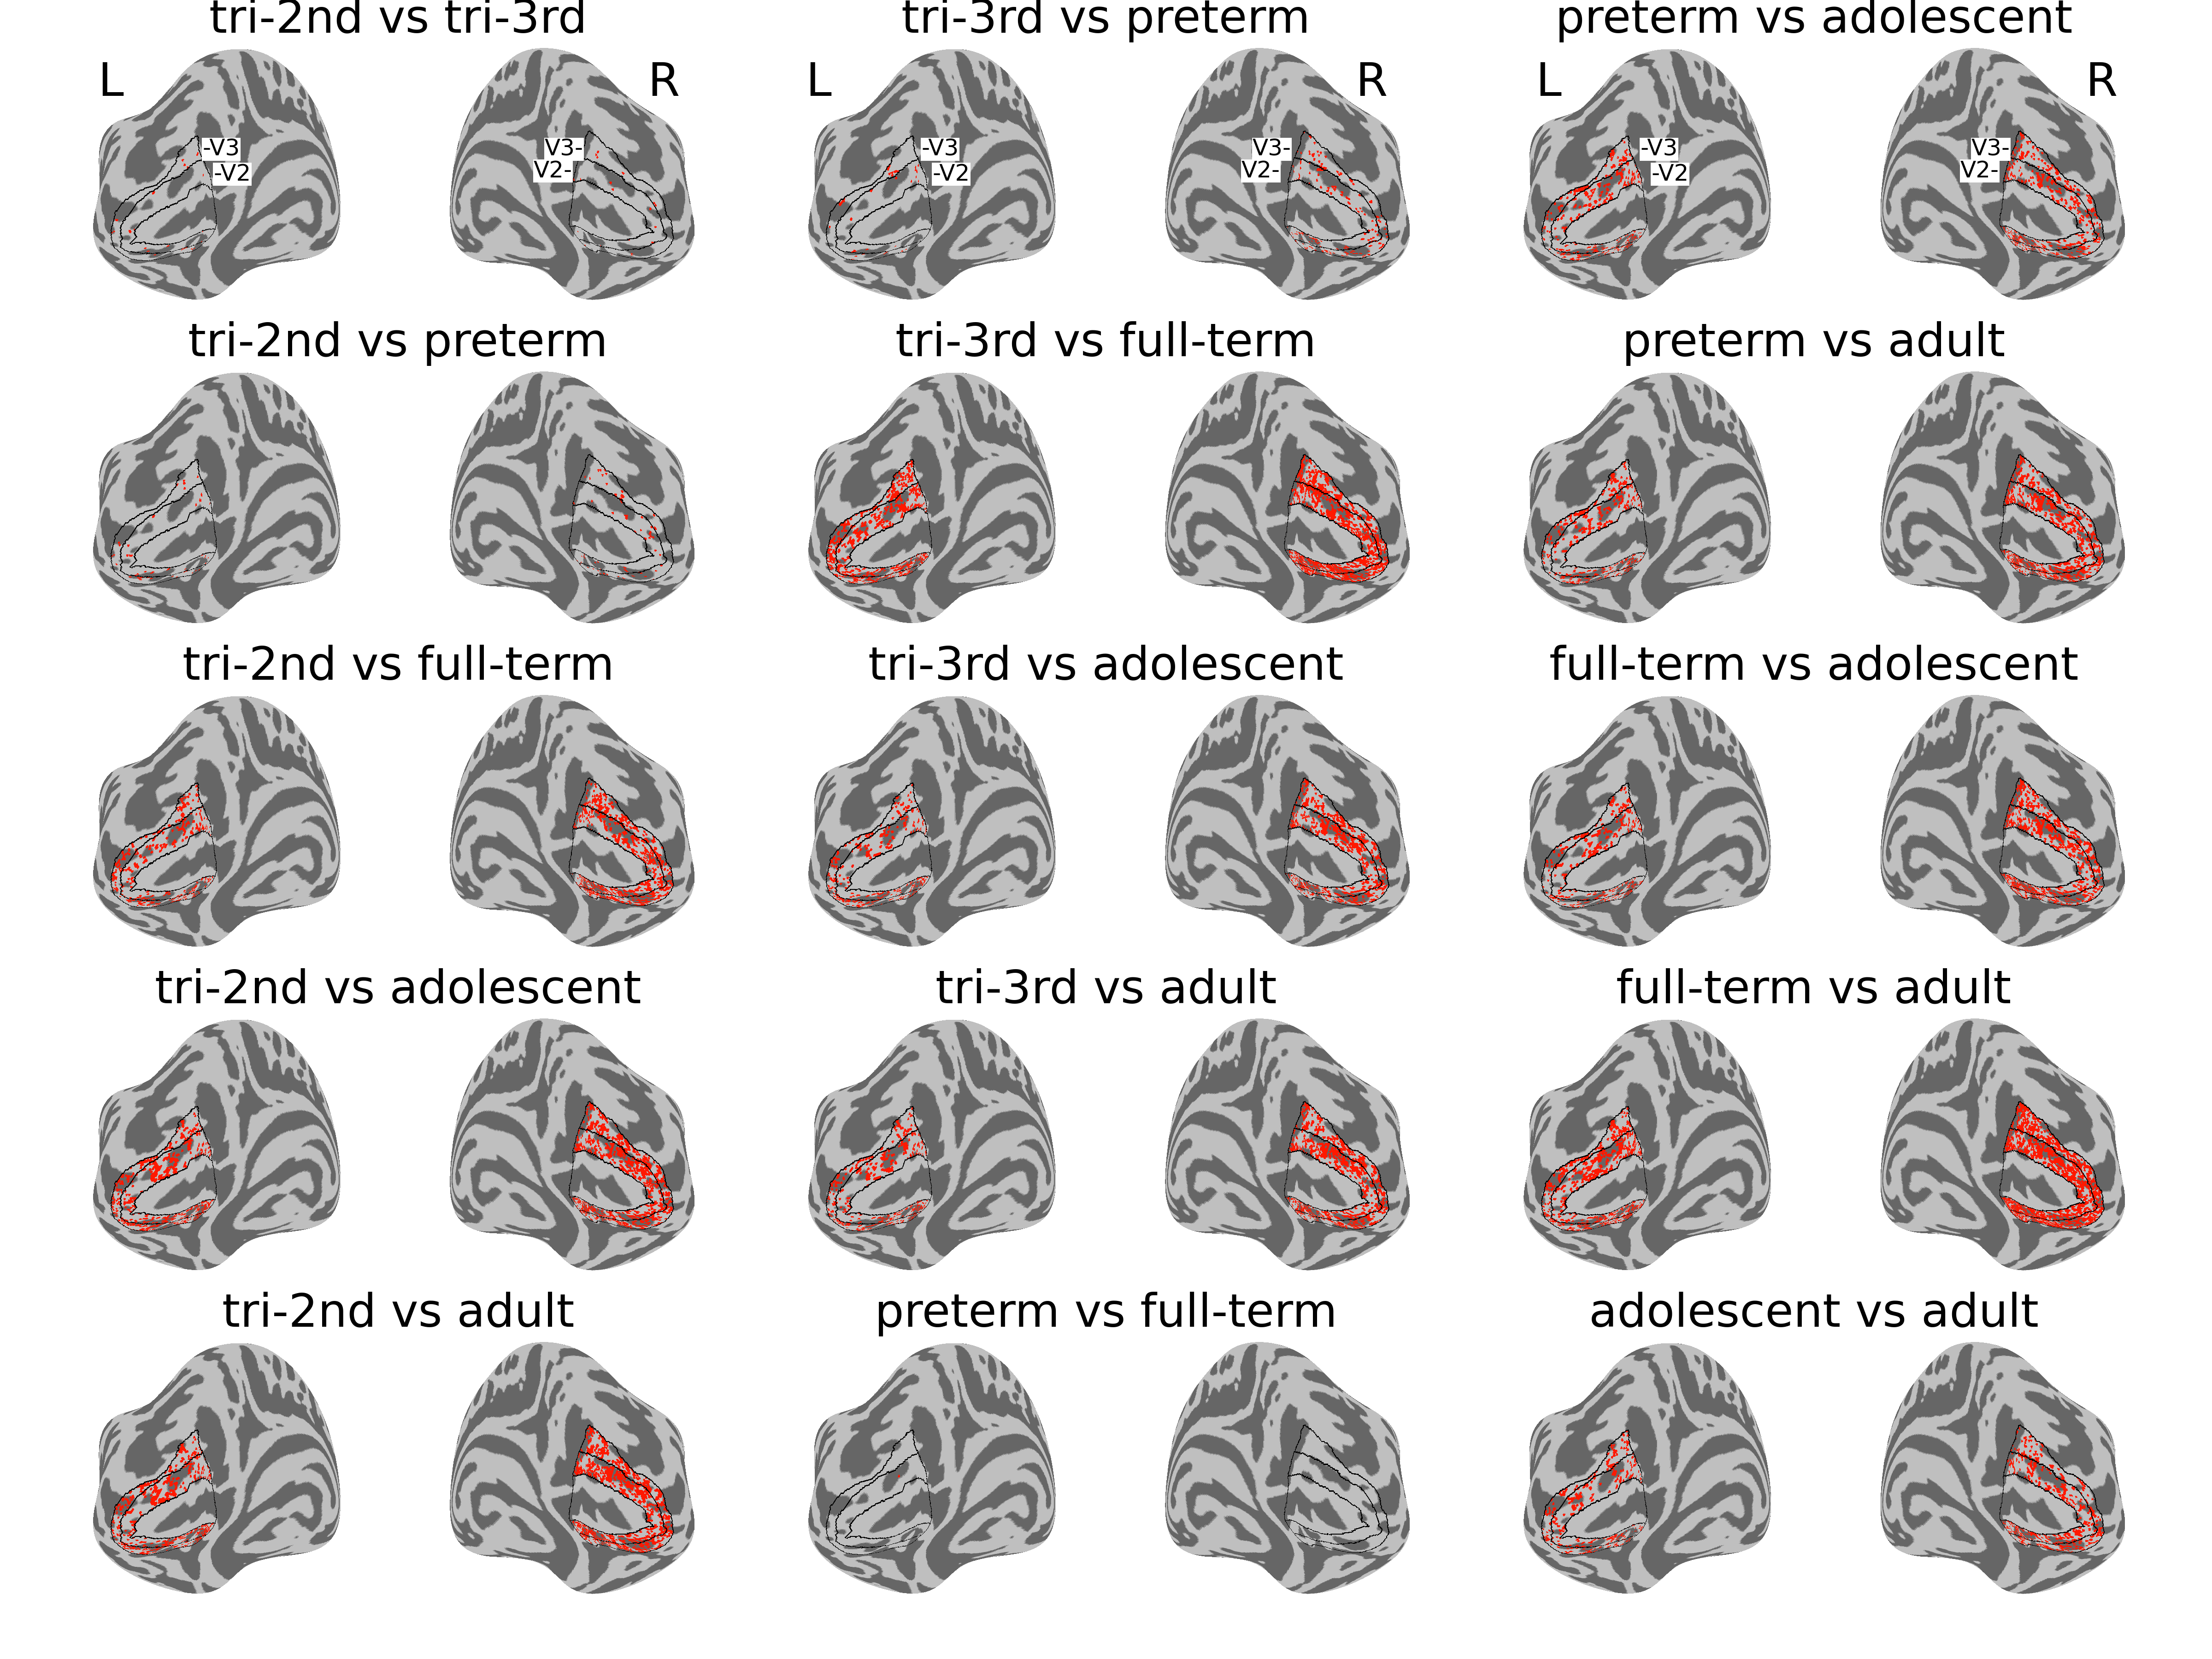 tri-2nd vs tri-3rd
tri-3rd vs preterm
preterm vs adolescent
L
R
L
R
L
R
-V3
V3-
-V3
V3-
-V3
V3-
-V2
V2-
-V2
V2-
-V2
V2-
tri-2nd vs preterm
tri-3rd vs full-term
preterm vs adult
tri-2nd vs full-term
tri-3rd vs adolescent
full-term vs adolescent
tri-2nd vs adolescent
tri-3rd vs adult
full-term vs adult
tri-2nd vs adult
preterm vs full-term
adolescent vs adult